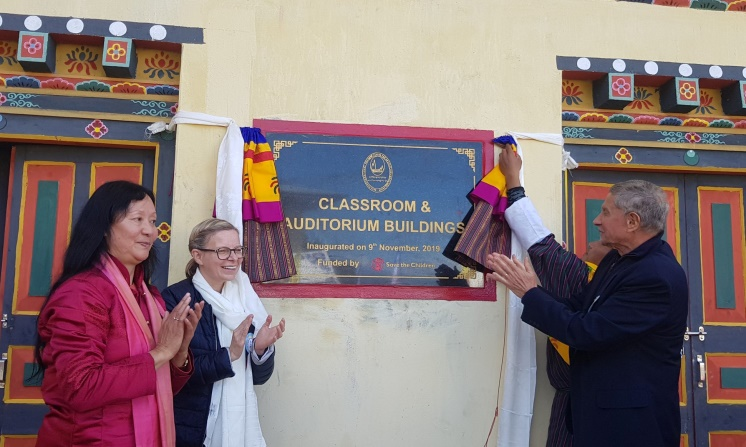 CLASSROOM &
AUDITORIUM BUILDINGS
Inaugurated on 9th November, 2019
Funded by Save the Children